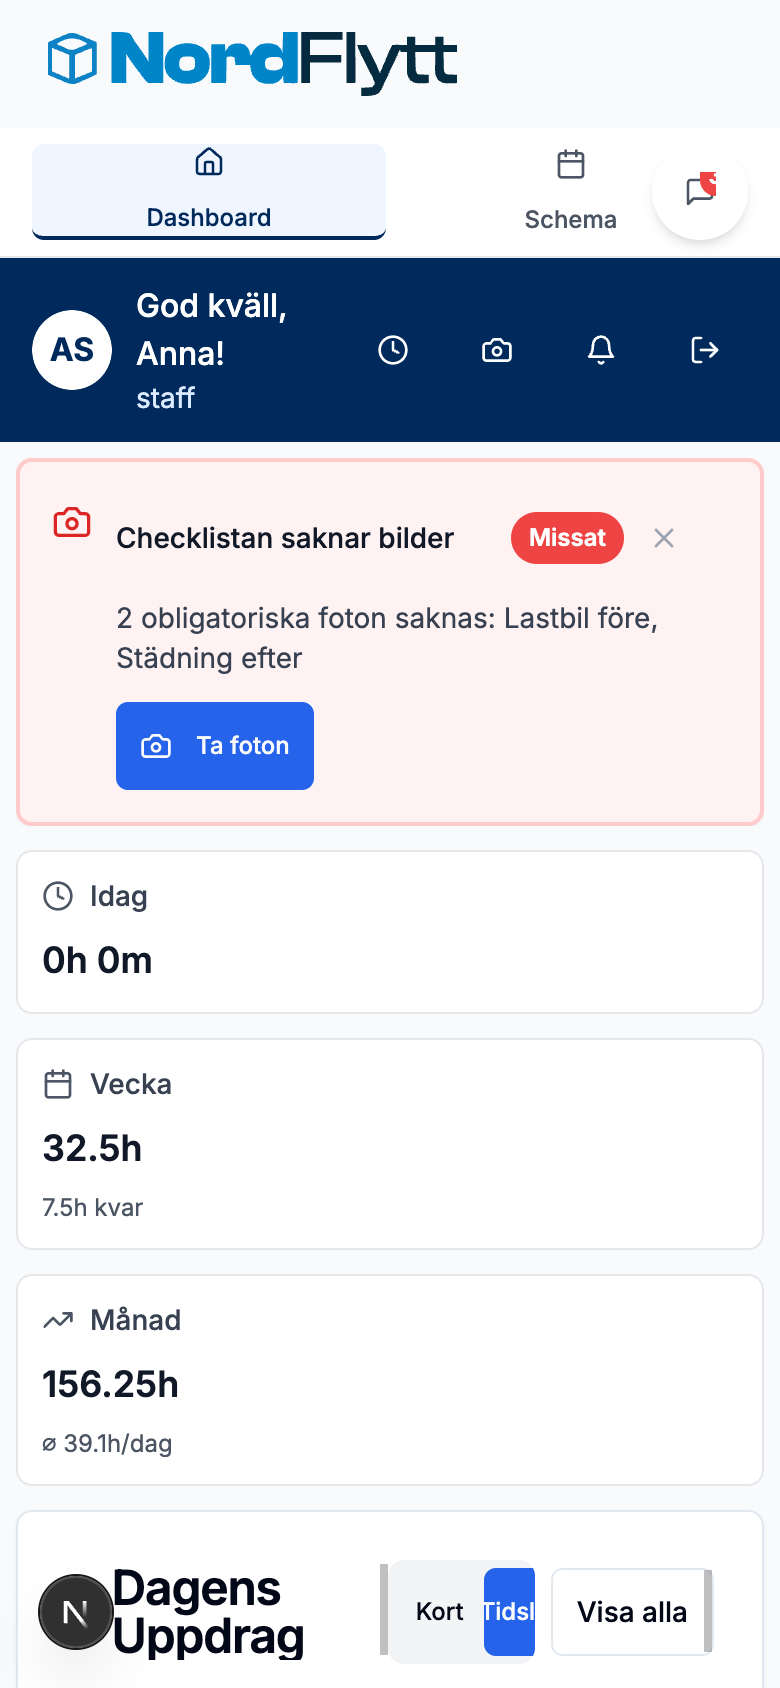 NordFlytt
Dashboard
Schema
AS
God kväll,
Anna!
staff
Checklistan saknar bilder
Missat
2 obligatoriska foton saknas: Lastbil före,
Städning efter
Ta foton
Idag
0h 0m
Vecka
32.5h
7.5h kvar
Månad
156.25h
⌀ 39.1h/dag
N
Dagens
Uppdrag
Kort
Tidsl
Visa alla